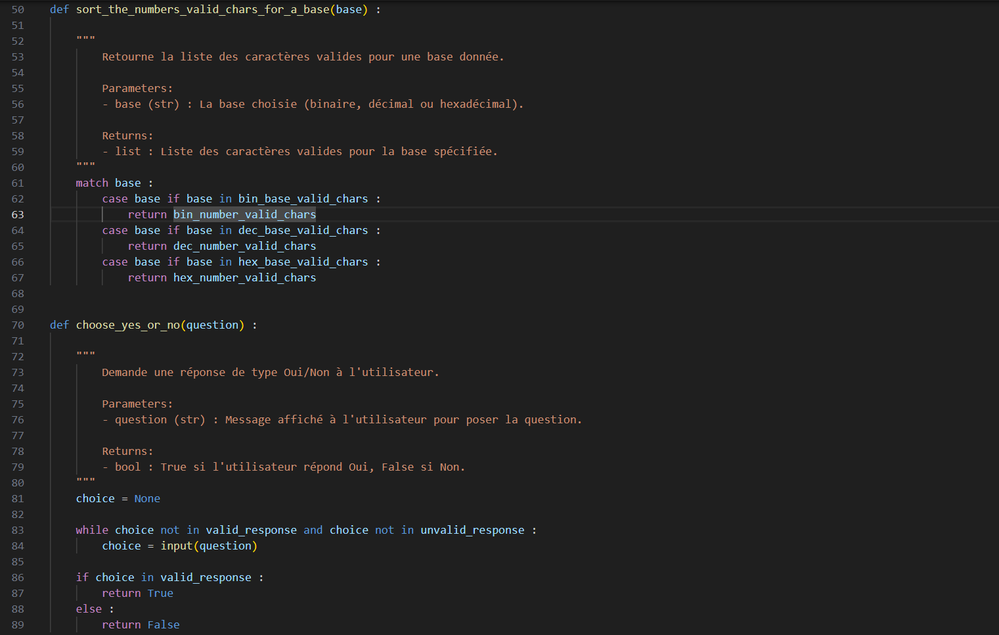 50 def sort_the_numbers_valid_chars_for_a_base(base) :
51
52 """
53 Retourne la liste des caractères valides pour une base donnée.
54
55 Parameters:
56 - base (str) : La base choisie (binaire, décimal ou hexadécimal).
57
58 Returns:
59 - list : Liste des caractères valides pour la base spécifiée.
60 """
61 match base :
62 case base if base in bin_base_valid_chars :
63 return bin_number_valid_chars
64 case base if base in dec_base_valid_chars :
65 return dec_number_valid_chars
66 case base if base in hex_base_valid_chars :
67 return hex_number_valid_chars
68
69
70 def choose_yes_or_no(question) :
71
72 """
73 Demande une réponse de type Oui/Non à l'utilisateur.
74
75 Parameters:
76 - question (str) : Message affiché à l'utilisateur pour poser la question.
77
78 Returns:
79 - bool : True si l'utilisateur répond Oui, False si Non.
80 """
81 choice = None
82
83 while choice not in valid_response and choice not in unvalid_response :
84 choice = input(question)
85
86 if choice in valid_response :
87 return True
88 else :
89 return False